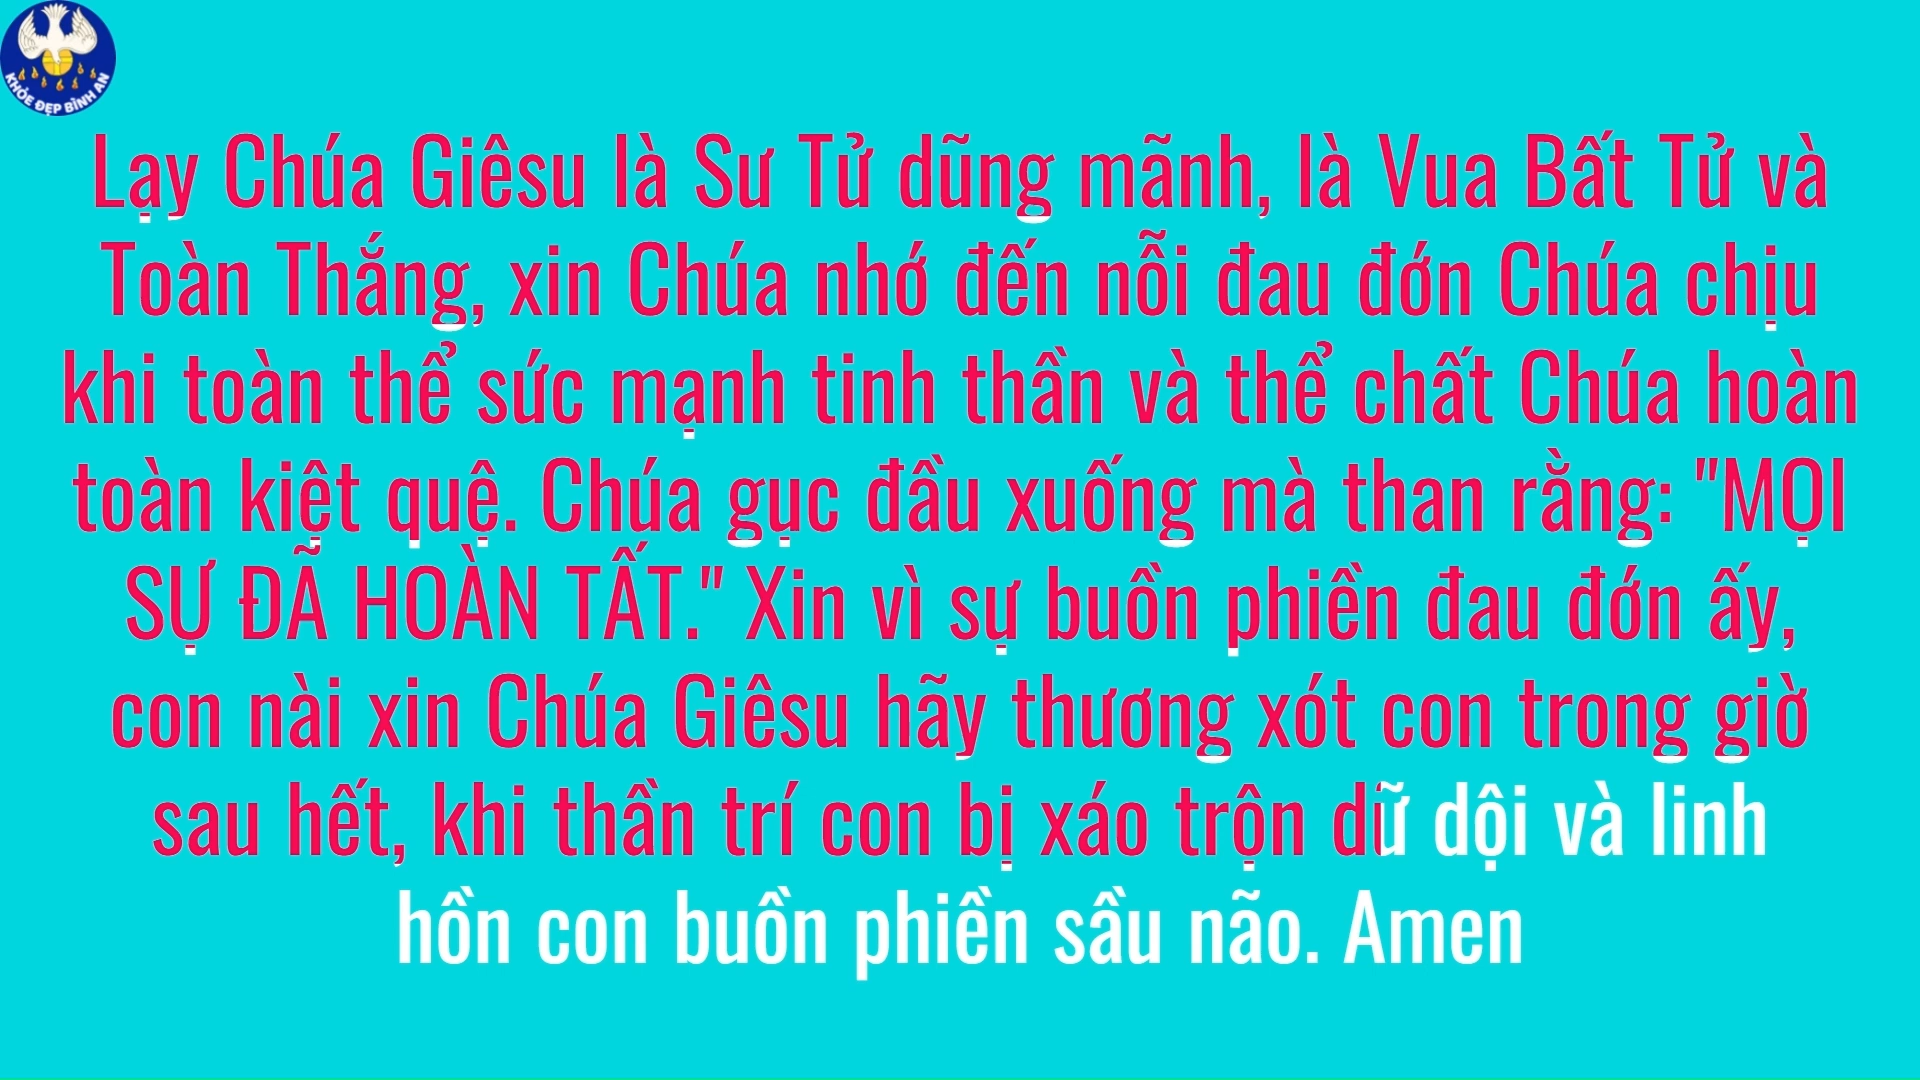 KHỎE ĐẸP BÌNH AN
Lạy Chúa Giêsu là Sư Tử dũng mãnh, là Vua Bất Tử và
Toàn Thắng, xin Chúa nhớ đến nỗi đau đớn Chúa chịu
khi toàn thể sức mạnh tinh thần và thể chất Chúa hoàn
toàn kiệt quệ. Chúa gục đầu xuống mà than rằng: "MỌI
SỰ ĐÃ HOÀN TẤT." Xin vì sự buồn phiền đau đớn ấy,
con nài xin Chúa Giêsu hãy thương xót con trong giờ
sau hết, khi thần trí con bị xáo trộn dữ dội và linh
hồn con buồn phiền sầu não. Amen